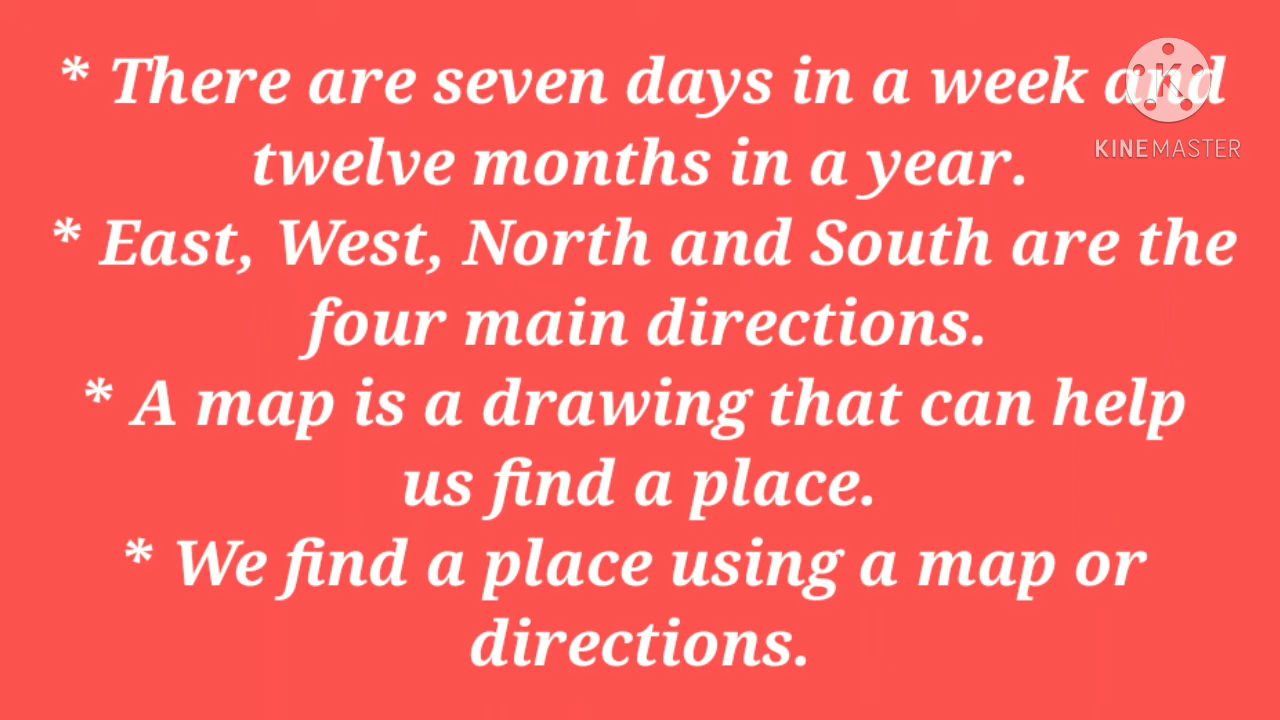 * There are seven days in a week and
twelve months in a year.
* East, West, North and South are the
four main directions.
* A map is a drawing that can help
us find a place.
* We find a place using a map or
directions.
K
KINEMASTER